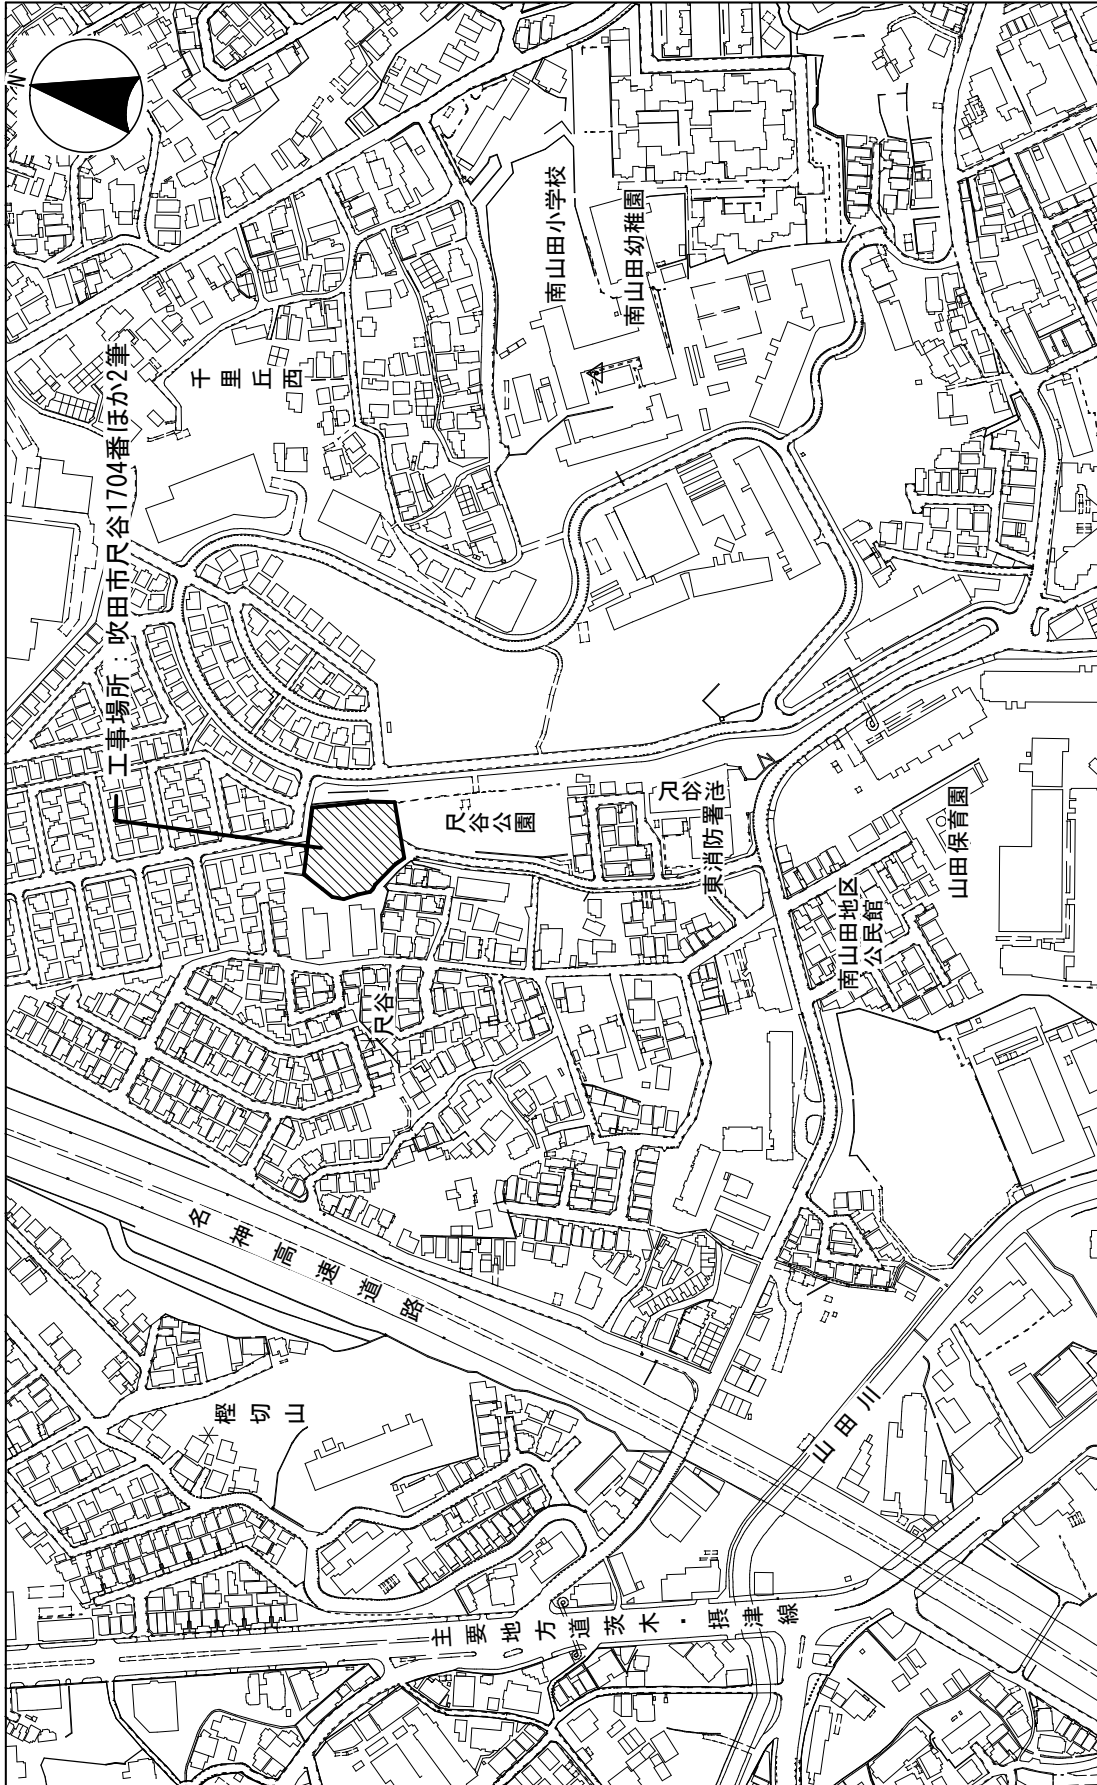 N
工事場所：吹田市尺谷1704番ほか2筆
千里丘西
南山田小学校
南山田幼稚園
尺谷公園
尺谷池
東消防署
南山田地区
公民館
山田保育園
尺谷
名神高速道路
樫切山
山田川
主要地方道茨木・摂津線